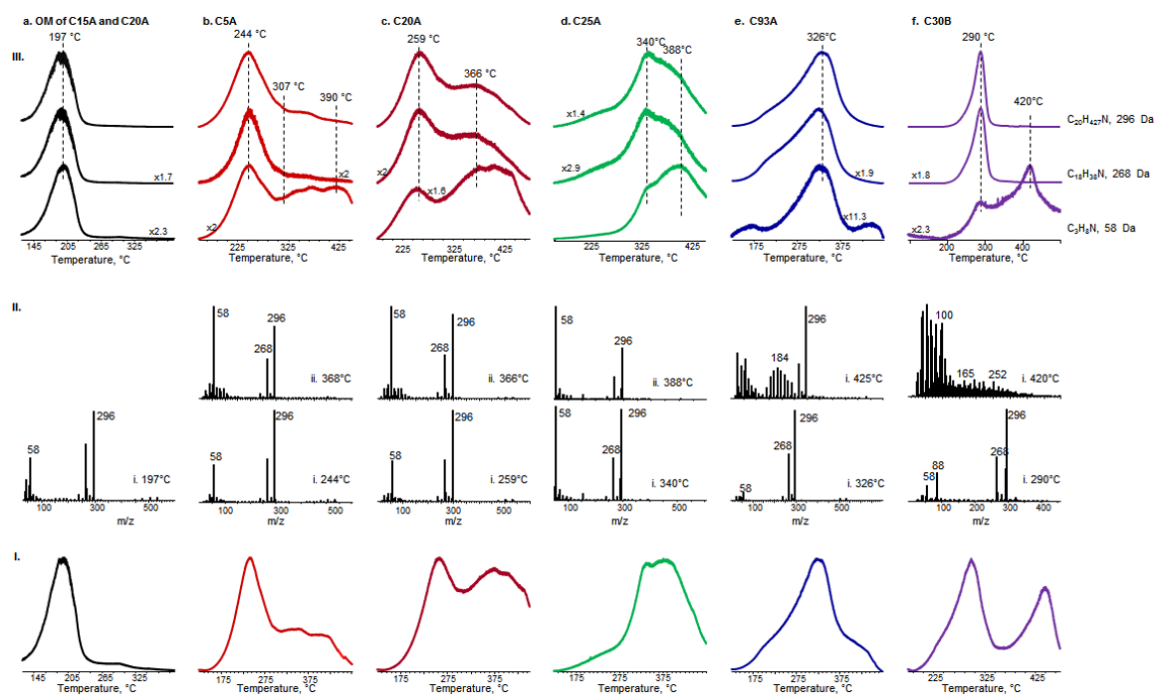 a. OM of C15A and C20A b. C5A c. C20A d. C25A e. C93A f. C30B
III.
197 °C 244 °C 259 °C 340°C 326°C 290 °C
307 °C 366 °C 388°C
390 °C 420°C
C20H427N, 296 Da
x1.4
x1.7 x2 x2 x2.9 x1.9 x1.8 C18H38N, 268 Da
x2.3 x2 x1.6 x11.3 x2.3 C3H8N, 58 Da
145 205 265 325 225 325 425 225 325 425 225 325 425 175 275 375 200 300 400
Temperature, °C Temperature, °C Temperature, °C Temperature, °C Temperature, °C Temperature, °C
II.
58 296 268 ii. 368°C
58 296 268 ii. 366°C
58 296 ii. 388°C
296 184 i. 425°C
100 165 252 i. 420°C
296 58 i. 197°C
296 58 i. 244°C
296 58 i. 259°C
58 296 268 i. 340°C
296 268 58 i. 326°C
296 268 88 58 i. 290°C
100 300 500 100 300 500 100 300 500 100 300 500 100 300 500 100 200 300 400
m/z m/z m/z m/z m/z m/z
I.
145 205 265 325 175 275 375 175 275 375 175 275 375 175 275 375 225 325 425
Temperature, °C Temperature, °C Temperature, °C Temperature, °C Temperature, °C Temperature, °C